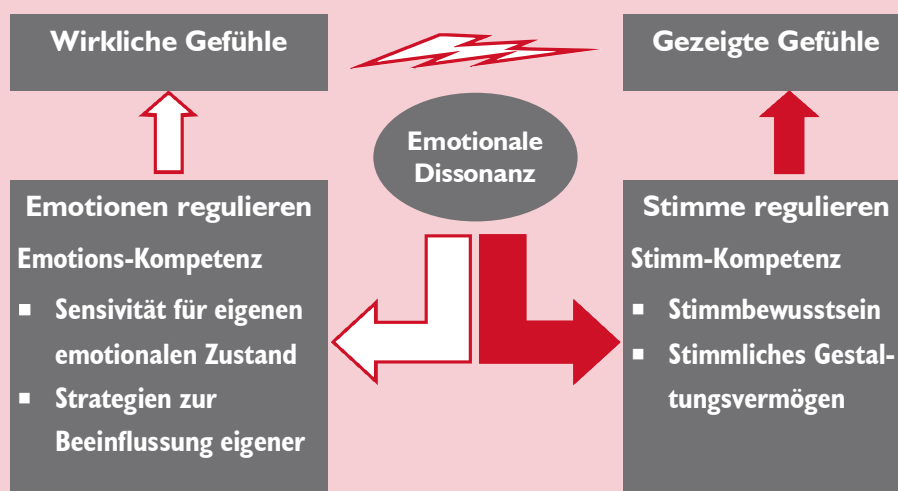 Wirkliche Gefühle
Gezeigte Gefühle
Emotionale
Dissonanz
Emotionen regulieren
Emotions-Kompetenz
▪ Sensivität für eigenen
emotionalen Zustand
▪ Strategien zur
Beeinflussung eigener
Stimme regulieren
Stimm-Kompetenz
▪ Stimmbewusstsein
▪ Stimmliches Gestal-
tungsvermögen